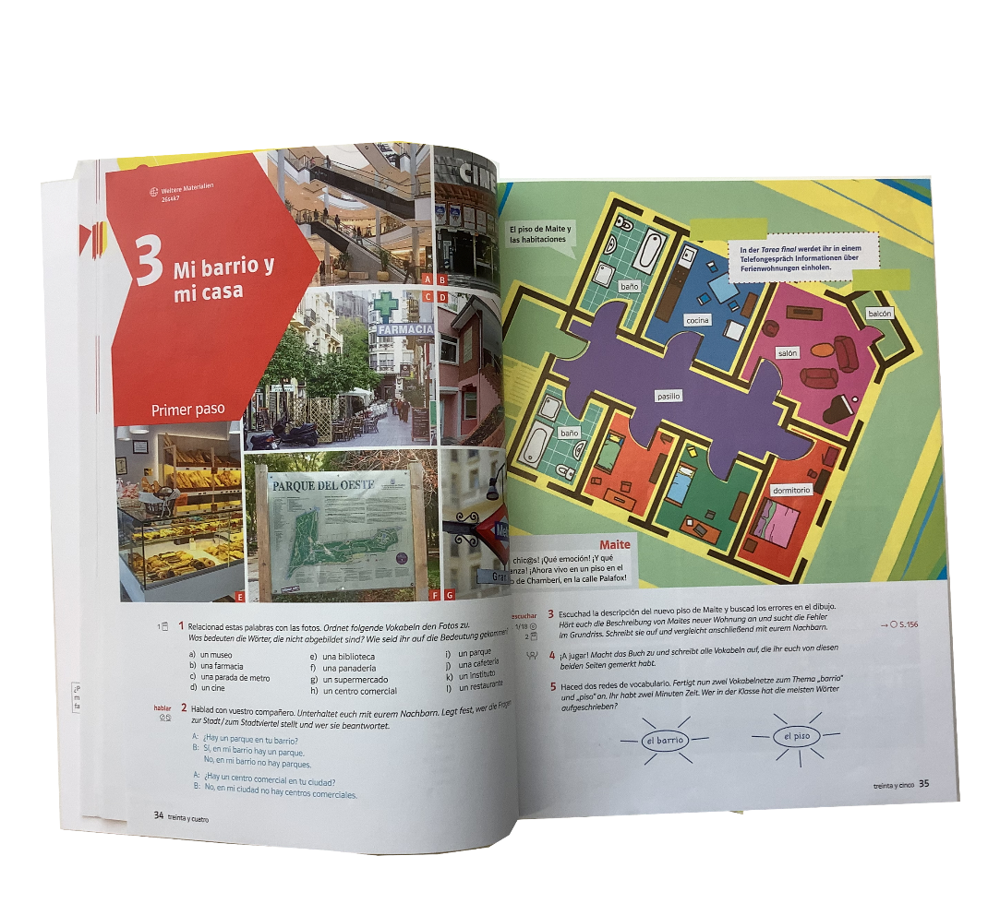 Weitere Materialien
26s4k7
3 Mi barrio y
mi casa
Primer paso
CINE
A
B
C
D
FARMACIA
PARQUE DEL OESTE
E
F
G
1 Relacionad estas palabras con las fotos. Ordnet folgende Vokabeln den Fotos zu.
Was bedeuten die Wörter, die nicht abgebildet sind? Wie seid ihr auf die Bedeutung gekommen?
a) un museo
b) una farmacia
c) una parada de metro
d) un cine
e) una biblioteca
f) una panadería
g) un supermercado
h) un centro comercial
i) un parque
j) una cafetería
k) un instituto
l) un restaurante
hablar
2 Hablad con vuestro compañero. Unterhaltet euch mit eurem Nachbarn. Legt fest, wer die Fragen
zur Stadt / zum Stadtviertel stellt und wer sie beantwortet.
A: ¿Hay un parque en tu barrio?
B: Sí, en mi barrio hay un parque.
No, en mi barrio no hay parques.
A: ¿Hay un centro comercial en tu ciudad?
B: No, en mi ciudad no hay centros comerciales.
34 treinta y cuatro
El piso de Maite y
las habitaciones
In der Tarea final werdet ihr in einem
Telefongespräch Informationen über
Ferienwohnungen einholen.
baño
cocina
balcón
salón
pasillo
baño
dormitorio
Maite
chic@s! ¡Qué emoción! ¡Y qué
anza! ¡Ahora vivo en un piso en el
de Chamberí, en la calle Palafox!
escuchar
1/18
2
3 Escuchad la descripción del nuevo piso de Maite y buscad los errores en el dibujo.
Hört euch die Beschreibung von Maites neuer Wohnung an und sucht die Fehler
im Grundriss. Schreibt sie auf und vergleicht anschließend mit eurem Nachbarn.
→ S. 156
4 ¡A jugar! Macht das Buch zu und schreibt alle Vokabeln auf, die ihr euch von diesen
beiden Seiten gemerkt habt.
5 Haced dos redes de vocabulario. Fertigt nun zwei Vokabelnetze zum Thema „barrio"
und „piso" an. Ihr habt zwei Minuten Zeit. Wer in der Klasse hat die meisten Wörter
aufgeschrieben?
el barrio
el piso
treinta y cinco 35